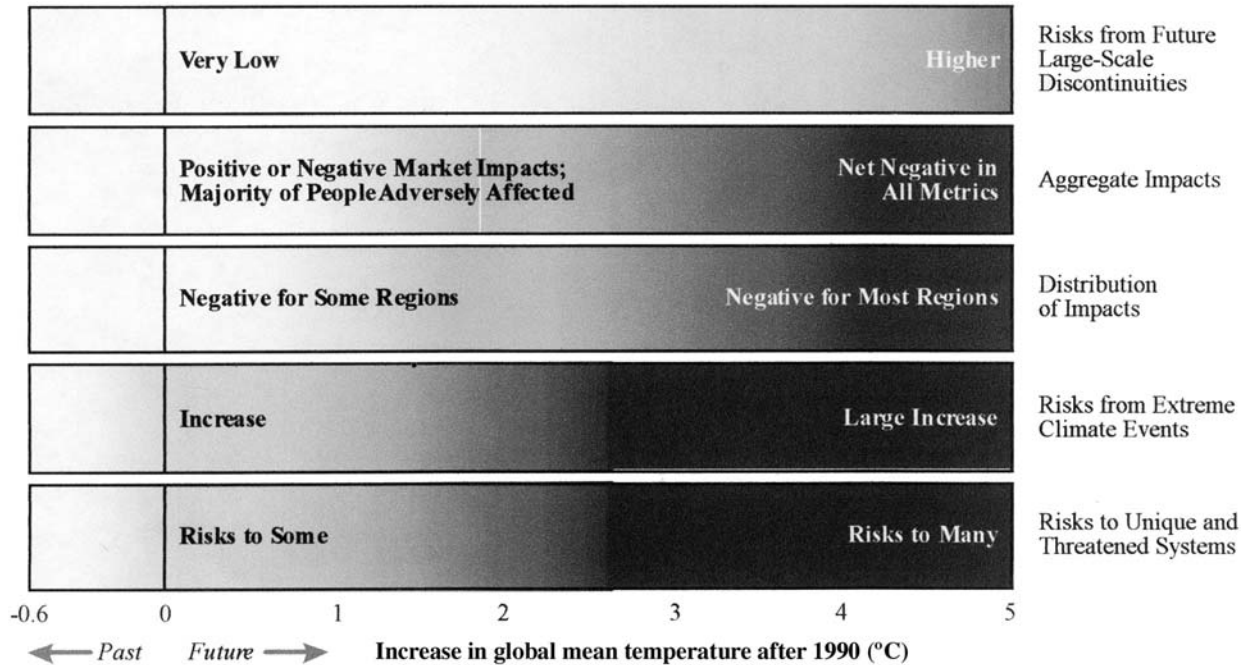 Very Low
Higher
Risks from Future
Large-Scale
Discontinuities
Positive or Negative Market Impacts;
Majority of People Adversely Affected
Net Negative in
All Metrics
Aggregate Impacts
Negative for Some Regions
Negative for Most Regions
Distribution
of Impacts
Increase
Large Increase
Risks from Extreme
Climate Events
Risks to Some
Risks to Many
Risks to Unique and
Threatened Systems
-0.6 0 1 2 3 4 5
Past Future Increase in global mean temperature after 1990 (°C)